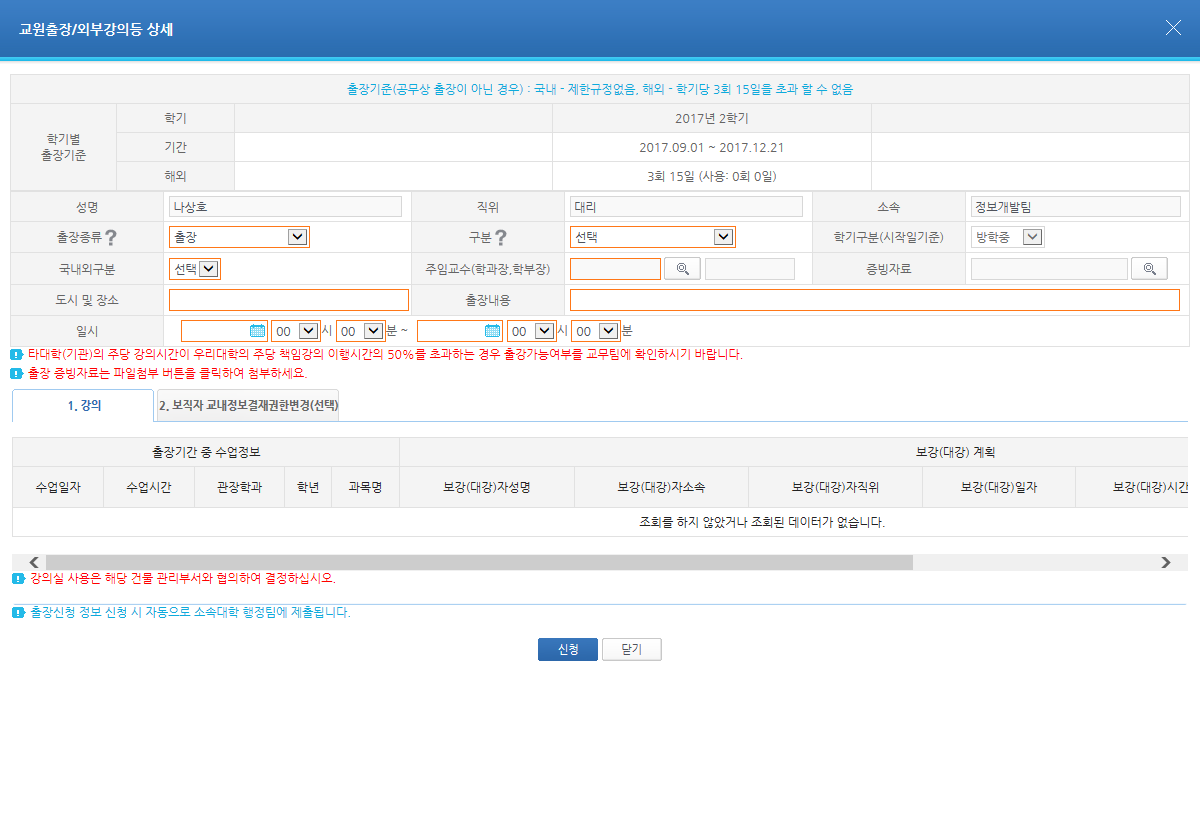 교원출장/외부강의등 상세
출장기준(공무상 출장이 아닌 경우) : 국내 - 제한규정없음, 해외 - 학기당 3회 15일을 초과 할 수 없음
학기별
출장기준
학기 2017년 2학기
기간 2017.09.01 ~ 2017.12.21
해외 3회 15일 (사용: 0회 0일)
성명 나상호 직위 대리 소속 정보개발팀
출장종류? 출장 구분? 선택 학기구분(시작일기준) 방학중
국내외구분 선택 주임교수(학과장,학부장) 증빙자료
도시 및 장소 출장내용
일시 00 시 00 분 ~ 00 시 00 분
타대학(기관)의 주당 강의시간이 우리대학의 주당 책임강의 이행시간의 50%를 초과하는 경우 출강가능여부를 교무팀에 확인하시기 바랍니다.
출장 증빙자료는 파일첨부 버튼을 클릭하여 첨부하세요.
1. 강의 2. 보직자 교내정보결재권한변경(선택)
출장기간 중 수업정보 보강(대강) 계획
수업일자 수업시간 관장학과 학년 과목명 보강(대강)자성명 보강(대강)자소속 보강(대강)자직위 보강(대강)일자 보강(대강)시간
조회를 하지 않았거나 조회된 데이터가 없습니다.
강의실 사용은 해당 건물 관리부서와 협의하여 결정하십시오.
출장신청 정보 신청 시 자동으로 소속대학 행정팀에 제출됩니다.
신청 닫기